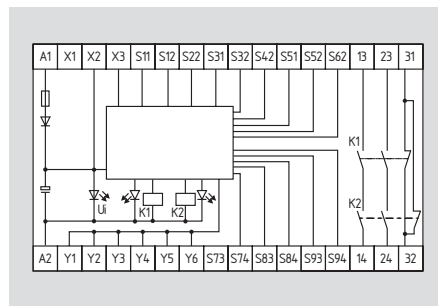 A1 X1 X2 X3 S11 S12 S22 S31 S32 S42 S51 S52 S62 13 23 31
K1
Ui K1 K2 K2
A2 Y1 Y2 Y3 Y4 Y5 Y6 S73 S74 S83 S84 S93 S94 14 24 32